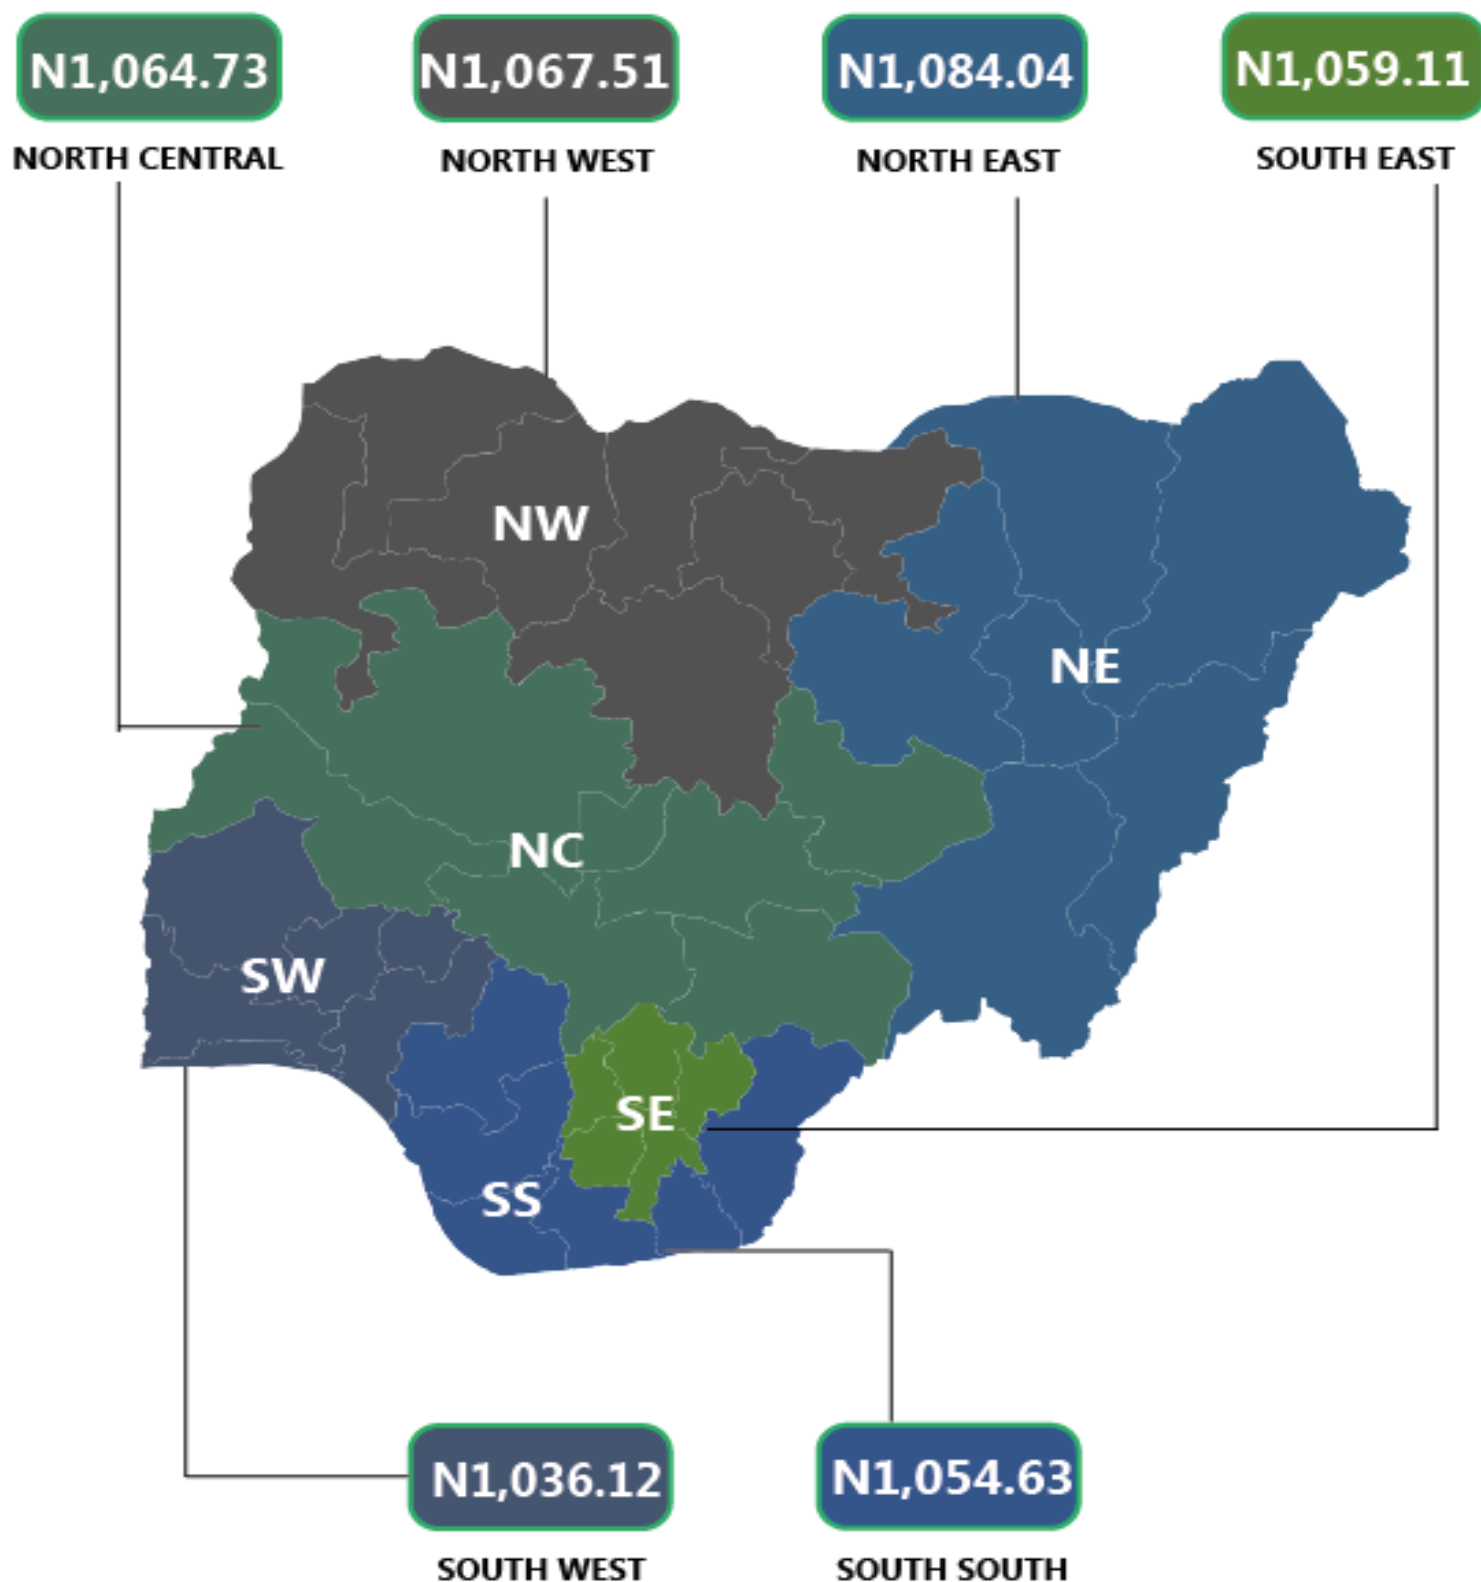 N1,064.73
NORTH CENTRAL
N1,067.51
NORTH WEST
N1,084.04
NORTH EAST
N1,059.11
SOUTH EAST
NW
NE
NC
SW
SE
SS
N1,036.12
SOUTH WEST
N1,054.63
SOUTH SOUTH